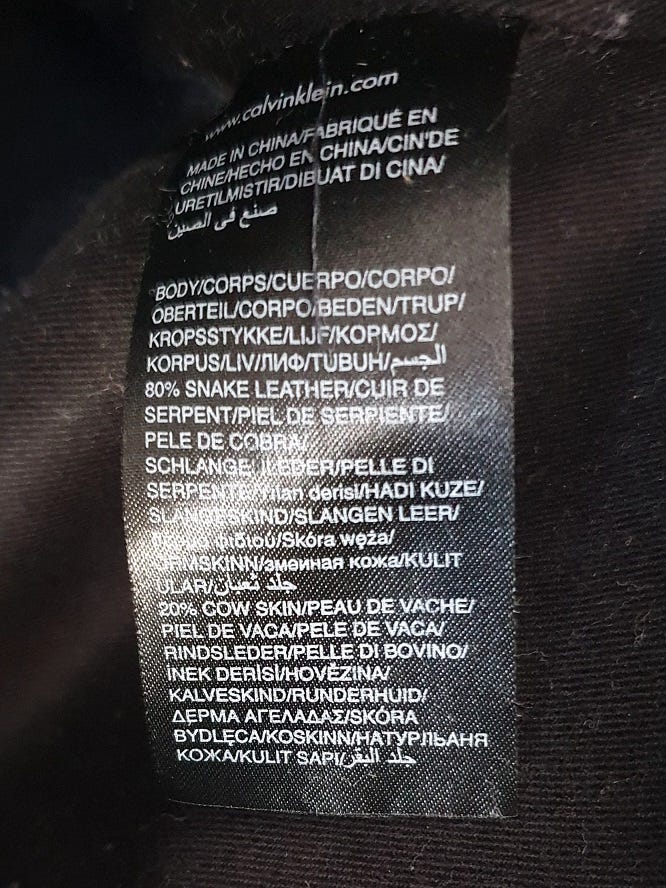 www.calvinklein.com
MADE IN CHINA/FABRIQUÉ EN
CHINE/HECHO EN CHINA/CIN'DE
URETILMISTIR/DIBUAT DI CINA/
صنع في الصين
BODY/CORPS/CUERPO/CORPO/
OBERTEIL/CORPO/BEDEN/TRUP/
KROPSSTYKKE/LIJF/ΚΟΡΜΟΣ/
KORPUS/LIV/ЛИФ/TUBUH/الجسم
80% SNAKE LEATHER/CUIR DE
SERPENT/PIEL DE SERPIENTE/
PELE DE COBRA/
SCHLANGE LEDER/PELLE DI
SERPENTE/Yilan derisi/HADI KUZE/
SLANGESKIND/SLANGEN LEER/
φιδιού/Skóra węża/
ORMSKINN/змеиная кожа/KULIT
ULAR/جلد ثعبان
20% COW SKIN/PEAU DE VACHE/
PIEL DE VACA/PELE DE VACA/
RINDSLEDER/PELLE DI BOVINO/
INEK DERİSİ/HOVĚZINA/
KALVESKIND/RUNDERHUID/
ΔΕΡΜΑ ΑΓΕΛΑΔΑΣ/SKÓRA
BYDLĘCA/KOSKINN/НАТУРЛЬАНЯ
КОЖА/KULIT SAPI/جلد البقر